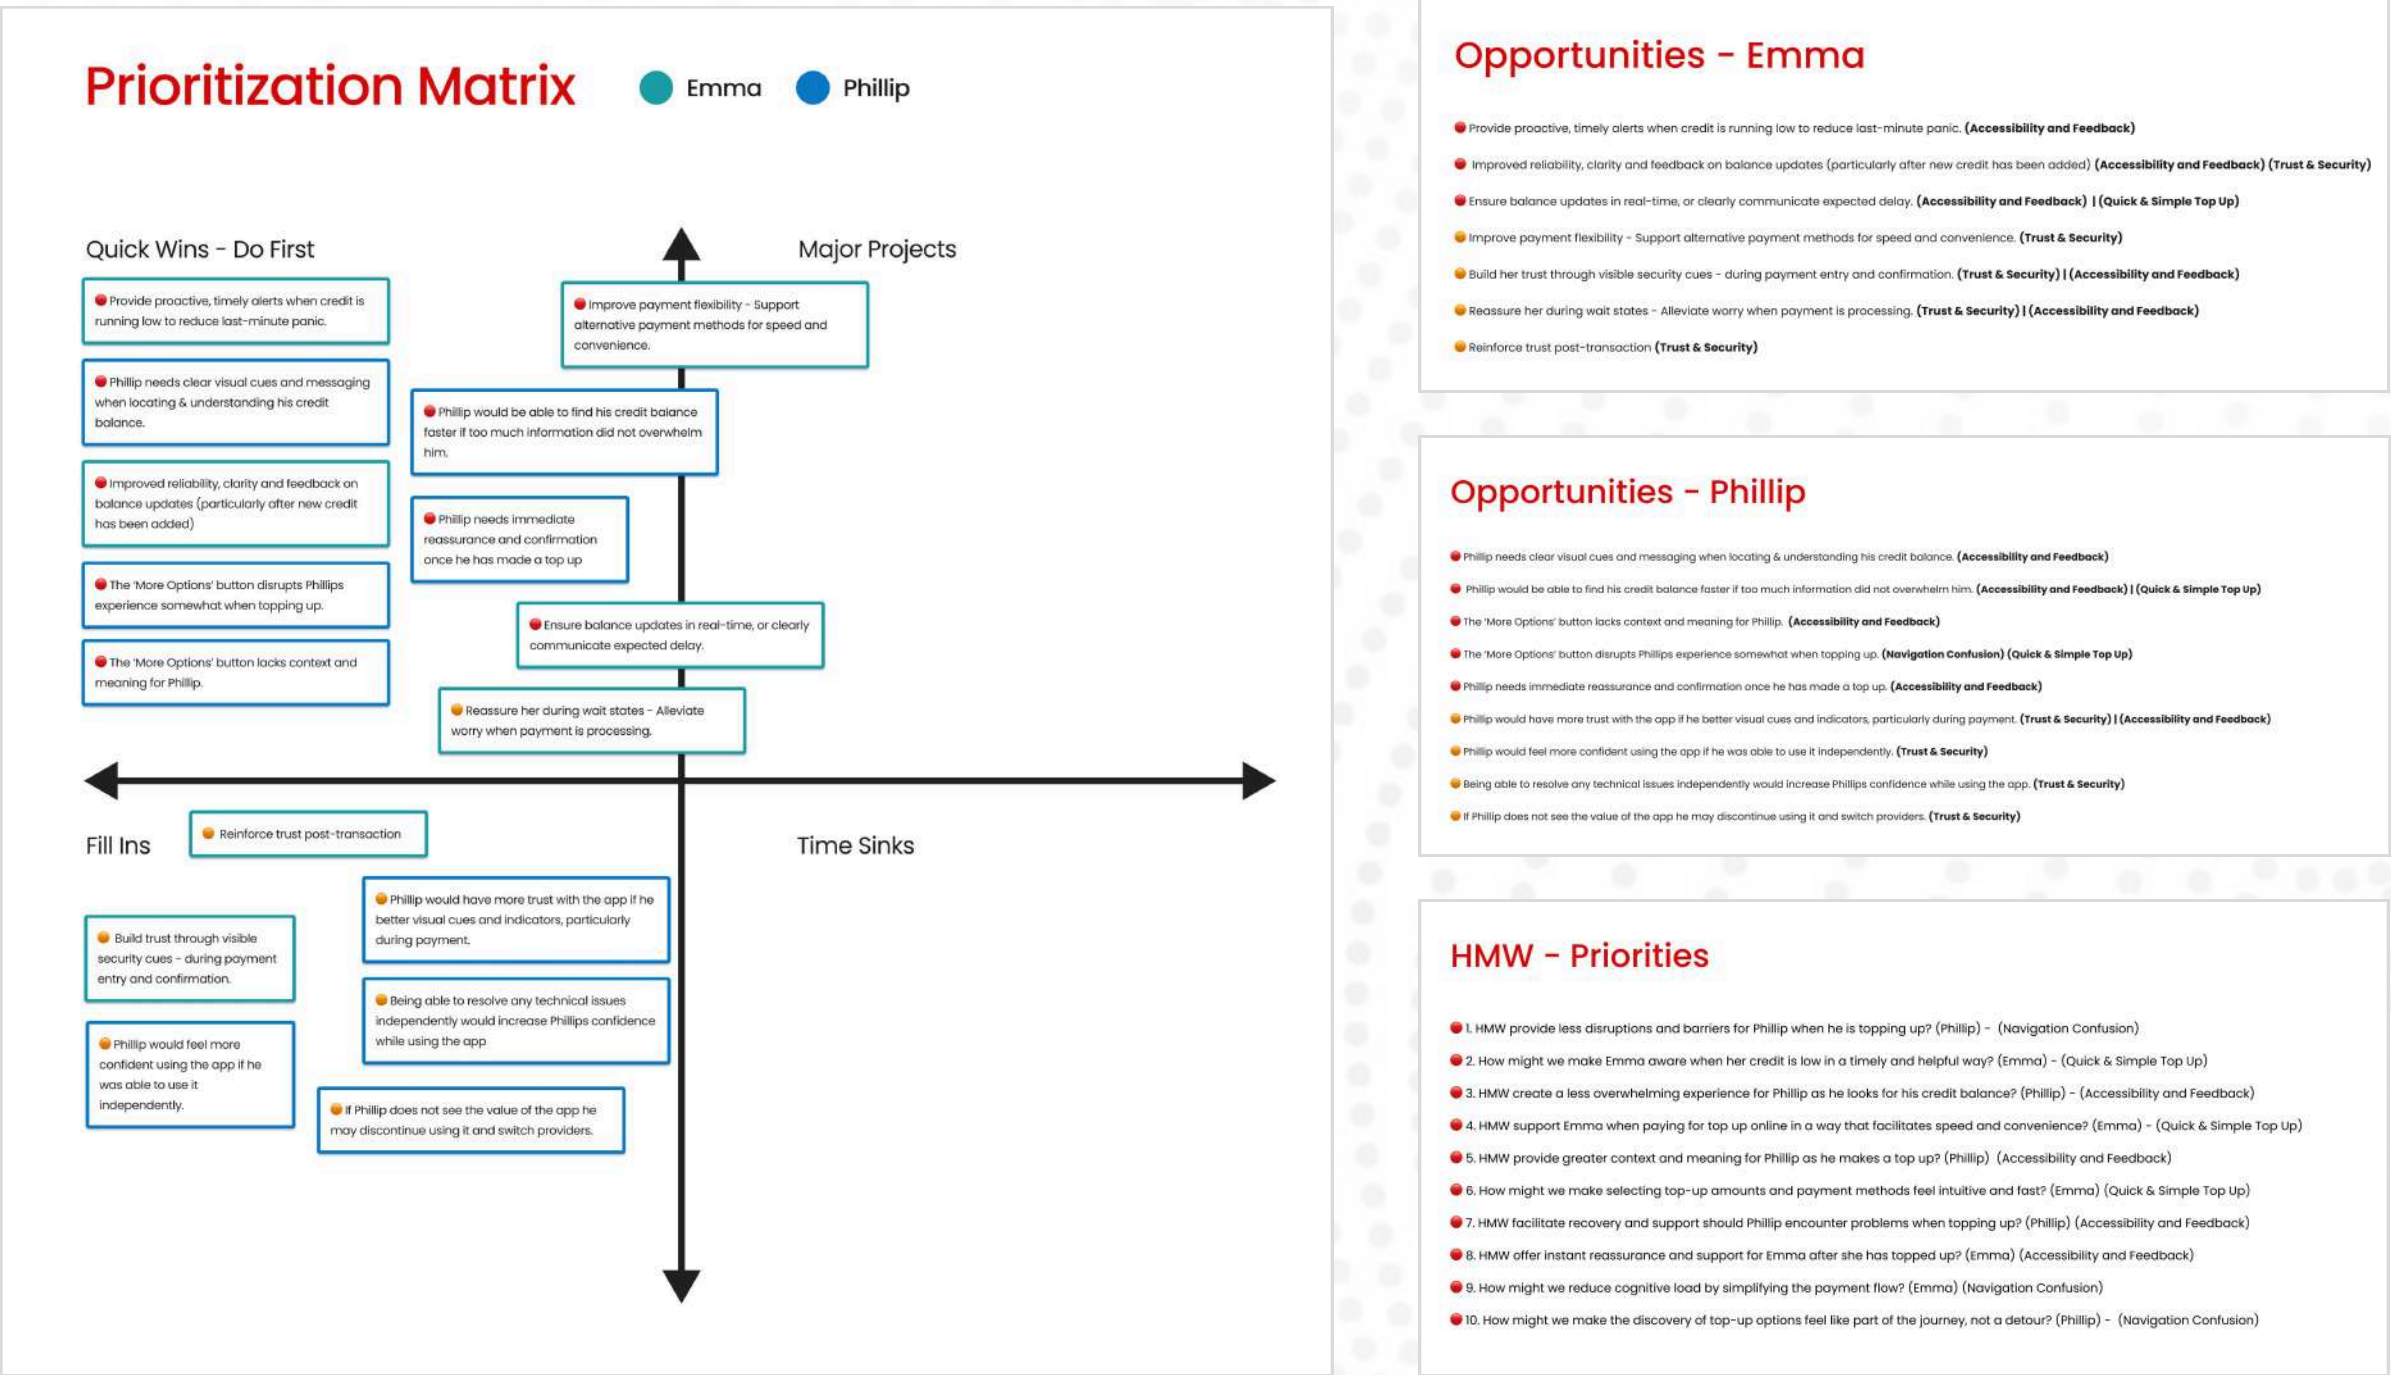 Prioritization Matrix
Emma
Phillip
Quick Wins - Do First
Major Projects
Provide proactive, timely alerts when credit is
running low to reduce last-minute panic.
Phillip needs clear visual cues and messaging
when locating & understanding his credit
balance.
Improved reliability, clarity and feedback on
balance updates (particularly after new credit
has been added)
The 'More Options' button disrupts Phillips
experience somewhat when topping up.
The 'More Options' button lacks context and
meaning for Phillip.
Improve payment flexibility - Support
alternative payment methods for speed and
convenience.
Phillip would be able to find his credit balance
faster if too much information did not overwhelm
him.
Phillip needs immediate
reassurance and confirmation
once he has made a top up
Ensure balance updates in real-time, or clearly
communicate expected delay.
Reassure her during wait states - Alleviate
worry when payment is processing.
Fill Ins
Time Sinks
Reinforce trust post-transaction
Phillip would have more trust with the app if he
better visual cues and indicators, particularly
during payment.
Build trust through visible
security cues - during payment
entry and confirmation.
Being able to resolve any technical issues
independently would increase Phillips confidence
while using the app
Phillip would feel more
confident using the app if he
was able to use it
independently.
If Phillip does not see the value of the app he
may discontinue using it and switch providers.
Opportunities - Emma
Provide proactive, timely alerts when credit is running low to reduce last-minute panic. (Accessibility and Feedback)
Improved reliability, clarity and feedback on balance updates (particularly after new credit has been added) (Accessibility and Feedback) (Trust & Security)
Ensure balance updates in real-time, or clearly communicate expected delay. (Accessibility and Feedback) | (Quick & Simple Top Up)
Improve payment flexibility - Support alternative payment methods for speed and convenience. (Trust & Security)
Build her trust through visible security cues - during payment entry and confirmation. (Trust & Security) | (Accessibility and Feedback)
Reassure her during wait states - Alleviate worry when payment is processing. (Trust & Security) | (Accessibility and Feedback)
Reinforce trust post-transaction (Trust & Security)
Opportunities - Phillip
Phillip needs clear visual cues and messaging when locating & understanding his credit balance. (Accessibility and Feedback)
Phillip would be able to find his credit balance faster if too much information did not overwhelm him. (Accessibility and Feedback) | (Quick & Simple Top Up)
The 'More Options' button lacks context and meaning for Phillip. (Accessibility and Feedback)
The 'More Options' button disrupts Phillips experience somewhat when topping up. (Navigation Confusion) (Quick & Simple Top Up)
Phillip needs immediate reassurance and confirmation once he has made a top up. (Accessibility and Feedback)
Phillip would have more trust with the app if he better visual cues and indicators, particularly during payment. (Trust & Security) | (Accessibility and Feedback)
Phillip would feel more confident using the app if he was able to use it independently. (Trust & Security)
Being able to resolve any technical issues independently would increase Phillips confidence while using the app. (Trust & Security)
If Phillip does not see the value of the app he may discontinue using it and switch providers. (Trust & Security)
HMW - Priorities
1. HMW provide less disruptions and barriers for Phillip when he is topping up? (Phillip) - (Navigation Confusion)
2. How might we make Emma aware when her credit is low in a timely and helpful way? (Emma) - (Quick & Simple Top Up)
3. HMW create a less overwhelming experience for Phillip as he looks for his credit balance? (Phillip) - (Accessibility and Feedback)
4. HMW support Emma when paying for top up online in a way that facilitates speed and convenience? (Emma) - (Quick & Simple Top Up)
5. HMW provide greater context and meaning for Phillip as he makes a top up? (Phillip) (Accessibility and Feedback)
6. How might we make selecting top-up amounts and payment methods feel intuitive and fast? (Emma) (Quick & Simple Top Up)
7. HMW facilitate recovery and support should Phillip encounter problems when topping up? (Phillip) (Accessibility and Feedback)
8. HMW offer instant reassurance and support for Emma after she has topped up? (Emma) (Accessibility and Feedback)
9. How might we reduce cognitive load by simplifying the payment flow? (Emma) (Navigation Confusion)
10. How might we make the discovery of top-up options feel like part of the journey, not a detour? (Phillip) - (Navigation Confusion)